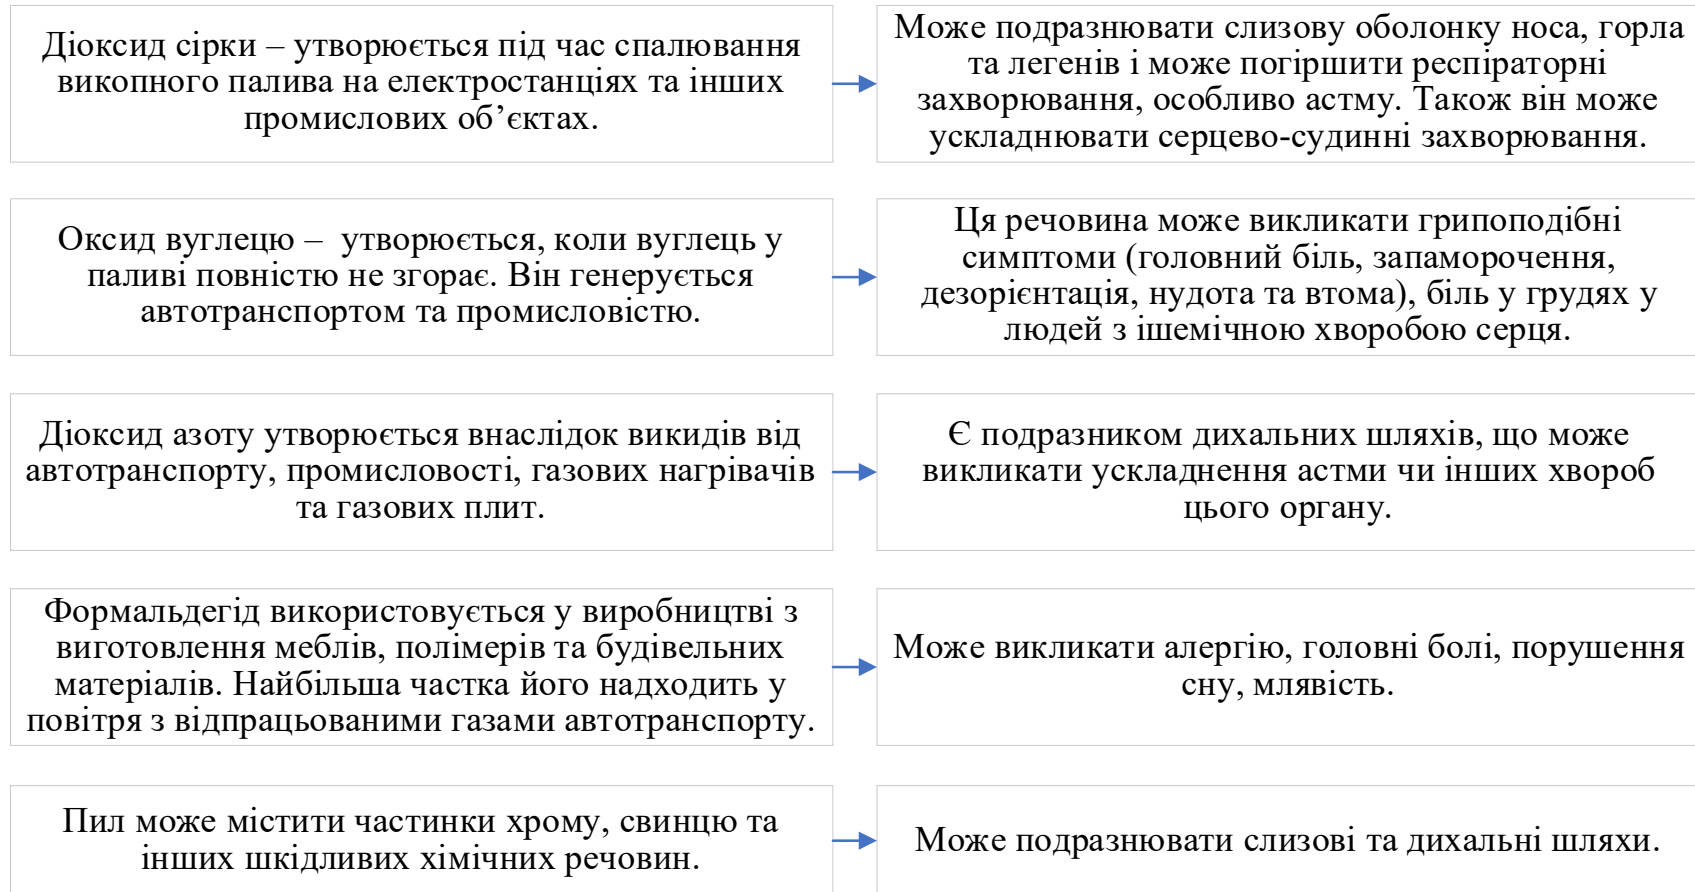 Діоксид сірки – утворюється під час спалювання
викопного палива на електростанціях та інших
промислових об’єктах.
Може подразнювати слизову оболонку носа, горла
та легенів і може погіршити респіраторні
захворювання, особливо астму. Також він може
ускладнювати серцево-судинні захворювання.
Оксид вуглецю – утворюється, коли вуглець у
паливі повністю не згорає. Він генерується
автотранспортом та промисловістю.
Ця речовина може викликати грипоподібні
симптоми (головний біль, запаморочення,
дезорієнтація, нудота та втома), біль у грудях у
людей з ішемічною хворобою серця.
Діоксид азоту утворюється внаслідок викидів від
автотранспорту, промисловості, газових нагрівачів
та газових плит.
Є подразником дихальних шляхів, що може
викликати ускладнення астми чи інших хвороб
цього органу.
Формальдегід використовується у виробництві з
виготовлення меблів, полімерів та будівельних
матеріалів. Найбільша частка його надходить у
повітря з відпрацьованими газами автотранспорту.
Може викликати алергію, головні болі, порушення
сну, млявість.
Пил може містити частинки хрому, свинцю та
інших шкідливих хімічних речовин.
Може подразнювати слизові та дихальні шляхи.